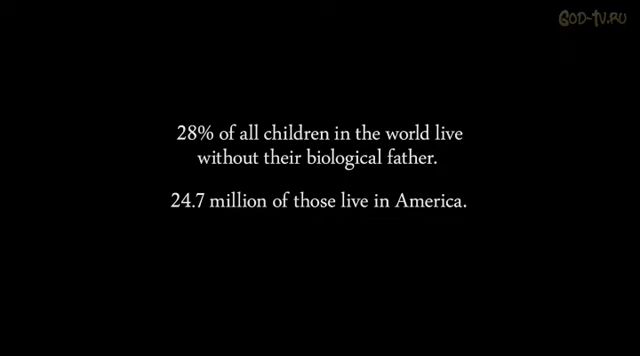 GOD-TV.RU
28% of all children in the world live
without their biological father.
24.7 million of those live in America.